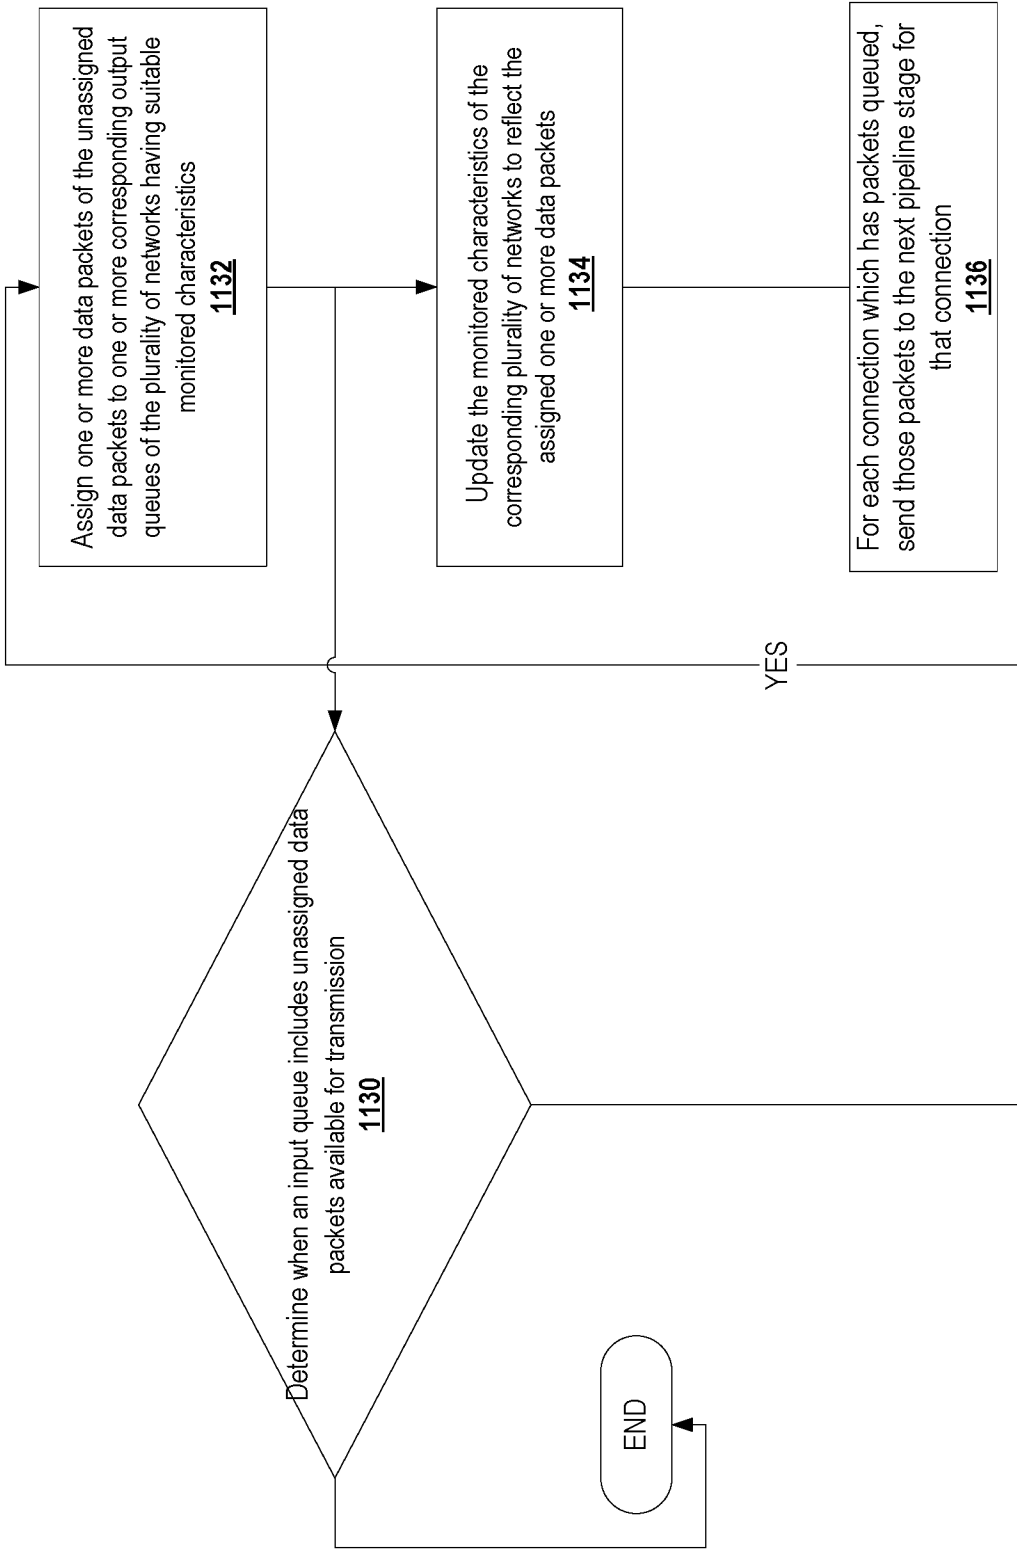 Determine when an input queue includes unassigned data
packets available for transmission
1130
END
YES
Assign one or more data packets of the unassigned
data packets to one or more corresponding output
queues of the plurality of networks having suitable
monitored characteristics
1132
Update the monitored characteristics of the
corresponding plurality of networks to reflect the
assigned one or more data packets
1134
For each connection which has packets queued,
send those packets to the next pipeline stage for
that connection
1136